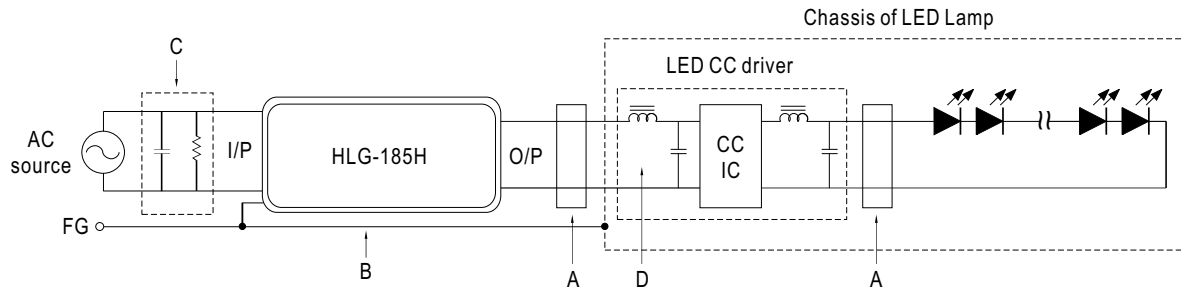 Chassis of LED Lamp
C
LED CC driver
AC
source
I/P
HLG-185H
O/P
CC
IC
FG
B
A
D
A